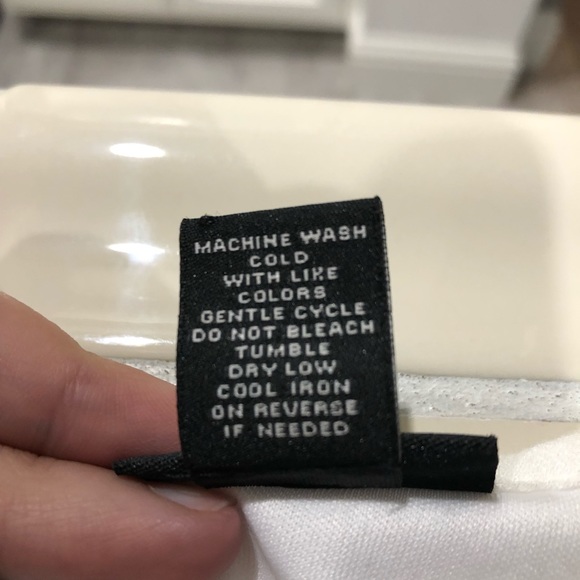 MACHINE WASH
COLD
WITH LIKE
COLORS
GENTLE CYCLE
DO NOT BLEACH
TUMBLE
DRY LOW
COOL IRON
ON REVERSE
IF NEEDED